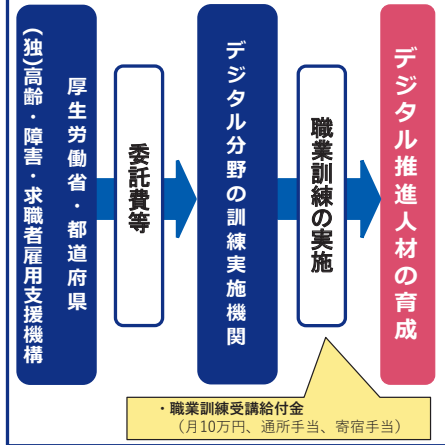 厚生労働省・都道府県
(独)高齢・障害・求職者雇用支援機構
委託費等
デジタル分野の訓練実施機関
職業訓練の実施
デジタル推進人材の育成
・職業訓練受講給付金
(月10万円、通所手当、寄宿手当)